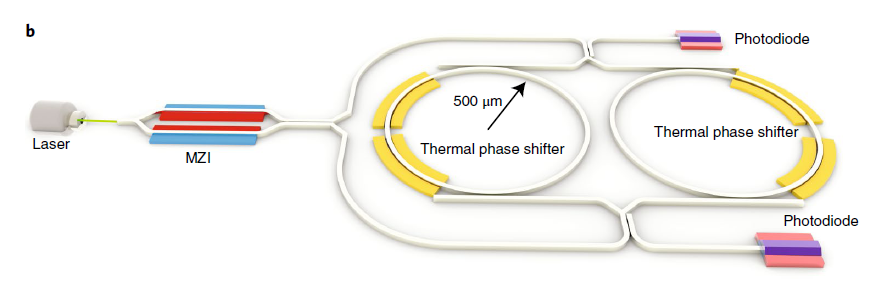 b
Photodiode
500 µm
Laser
MZI
Thermal phase shifter
Thermal phase shifter
Photodiode